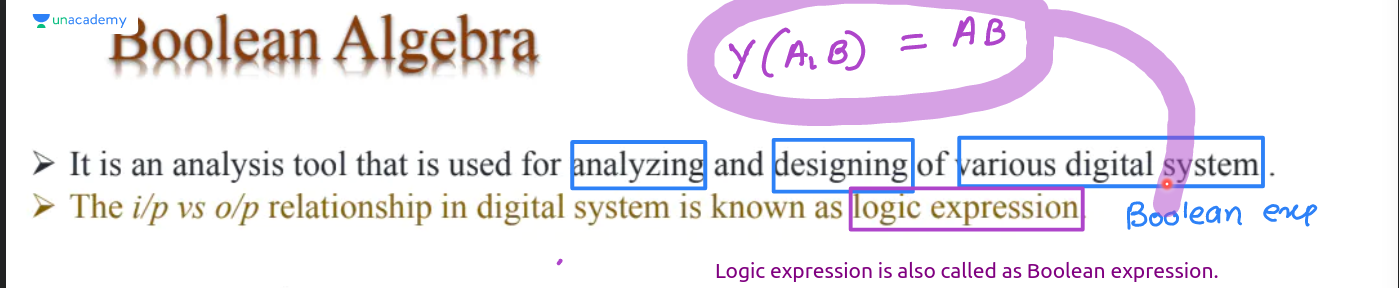 unacademy
Boolean Algebra
Y(A, B) = AB
➢ It is an analysis tool that is used for analyzing and designing of various digital system.
➢ The i/p vs o/p relationship in digital system is known as logic expression.
Boolean exp
Logic expression is also called as Boolean expression.